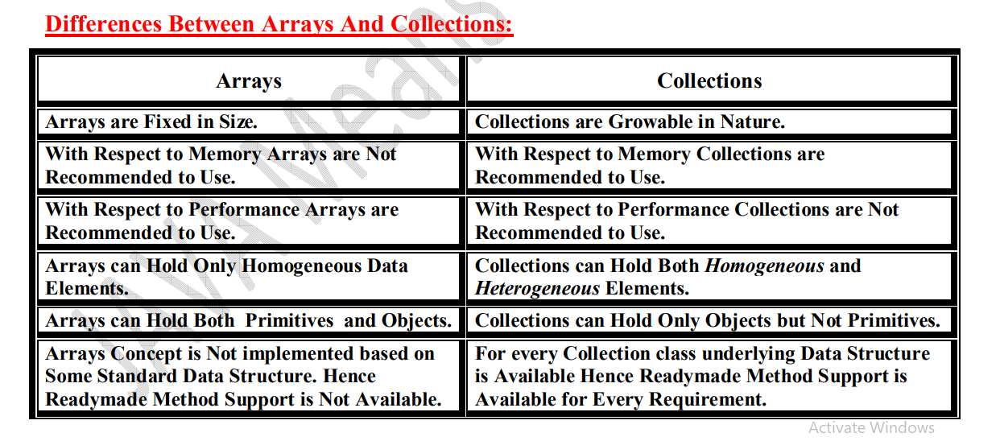 Differences Between Arrays And Collections:
Arrays
Collections
Arrays are Fixed in Size.
Collections are Growable in Nature.
With Respect to Memory Arrays are Not
Recommended to Use.
With Respect to Memory Collections are
Recommended to Use.
With Respect to Performance Arrays are
Recommended to Use.
With Respect to Performance Collections are Not
Recommended to Use.
Arrays can Hold Only Homogeneous Data
Elements.
Collections can Hold Both Homogeneous and
Heterogeneous Elements.
Arrays can Hold Both Primitives and Objects.
Collections can Hold Only Objects but Not Primitives.
Arrays Concept is Not implemented based on
Some Standard Data Structure. Hence
Readymade Method Support is Not Available.
For every Collection class underlying Data Structure
is Available Hence Readymade Method Support is
Available for Every Requirement.
JAVA Means
Activate Windows